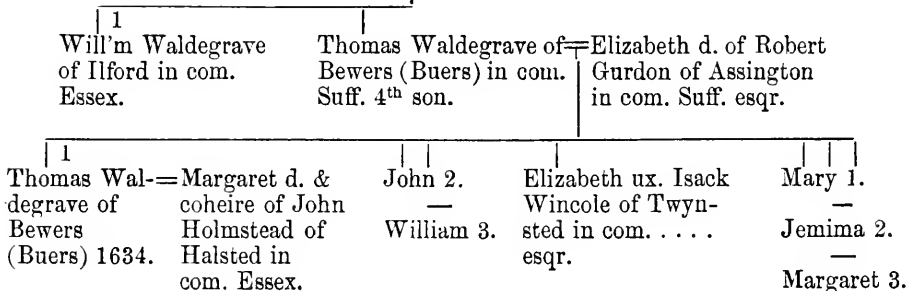 1
Will'm Waldegrave
of Ilford in com.
Essex.
Thomas Waldegrave of
Bewers (Buers) in com.
Suff. 4th son.
=Elizabeth d. of Robert
Gurdon of Assington
in com. Suff. esqr.
1
Thomas Wal-
degrave of
Bewers
(Buers) 1634.
=Margaret d. &
coheire of John
Holmstead of
Halsted in
com. Essex.
John 2.
—
William 3.
Elizabeth ux. Isack
Wincole of Twyn-
sted in com. . . . .
esqr.
Mary 1.
—
Jemima 2.
—
Margaret 3.